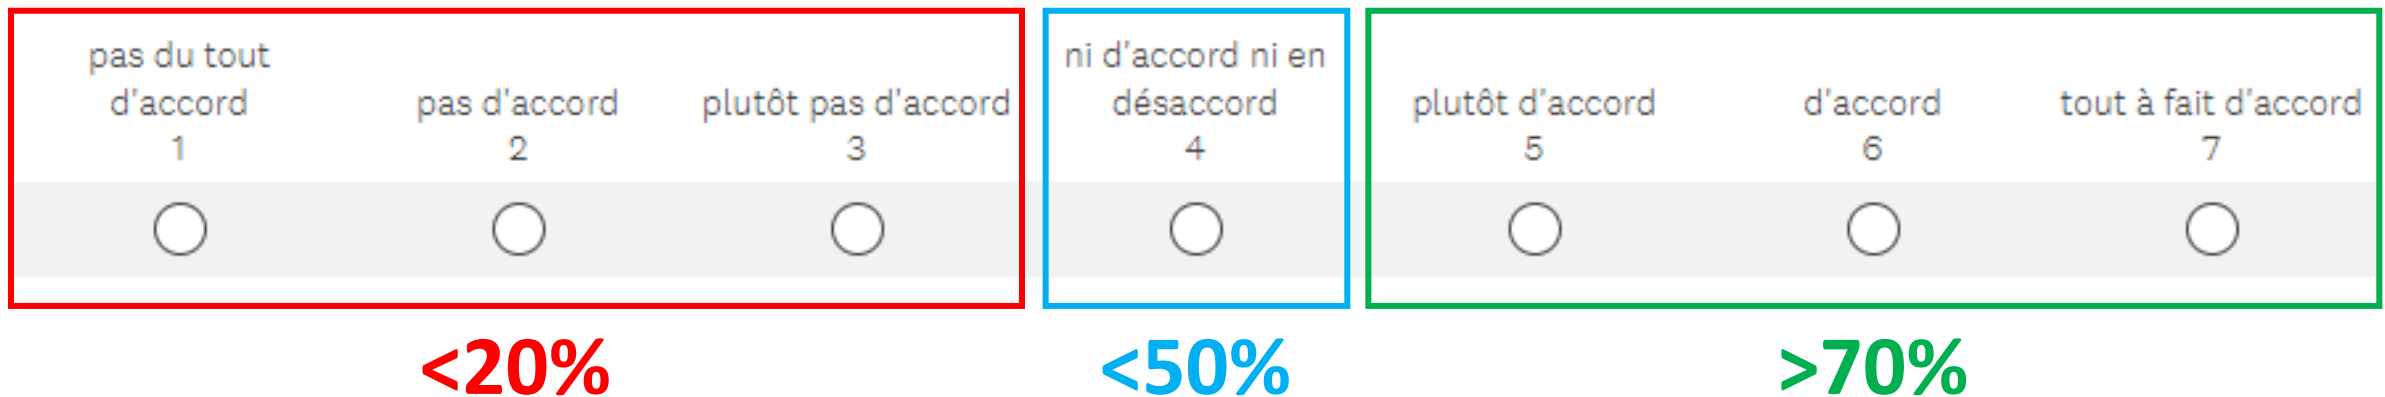 pas du tout
d'accord
1
pas d'accord
2
plutôt pas d'accord
3
ni d'accord ni en
désaccord
4
plutôt d'accord
5
d'accord
6
tout à fait d'accord
7
<20%
<50%
>70%